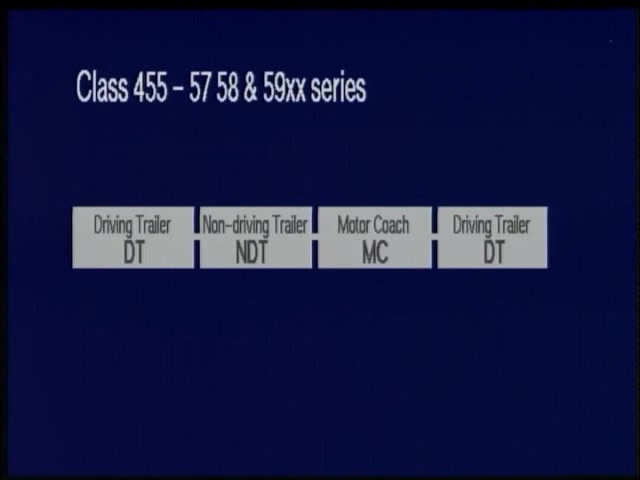 Class 455 – 57 58 & 59xx series
Driving Trailer
DT
Non-driving Trailer
NDT
Motor Coach
MC
Driving Trailer
DT